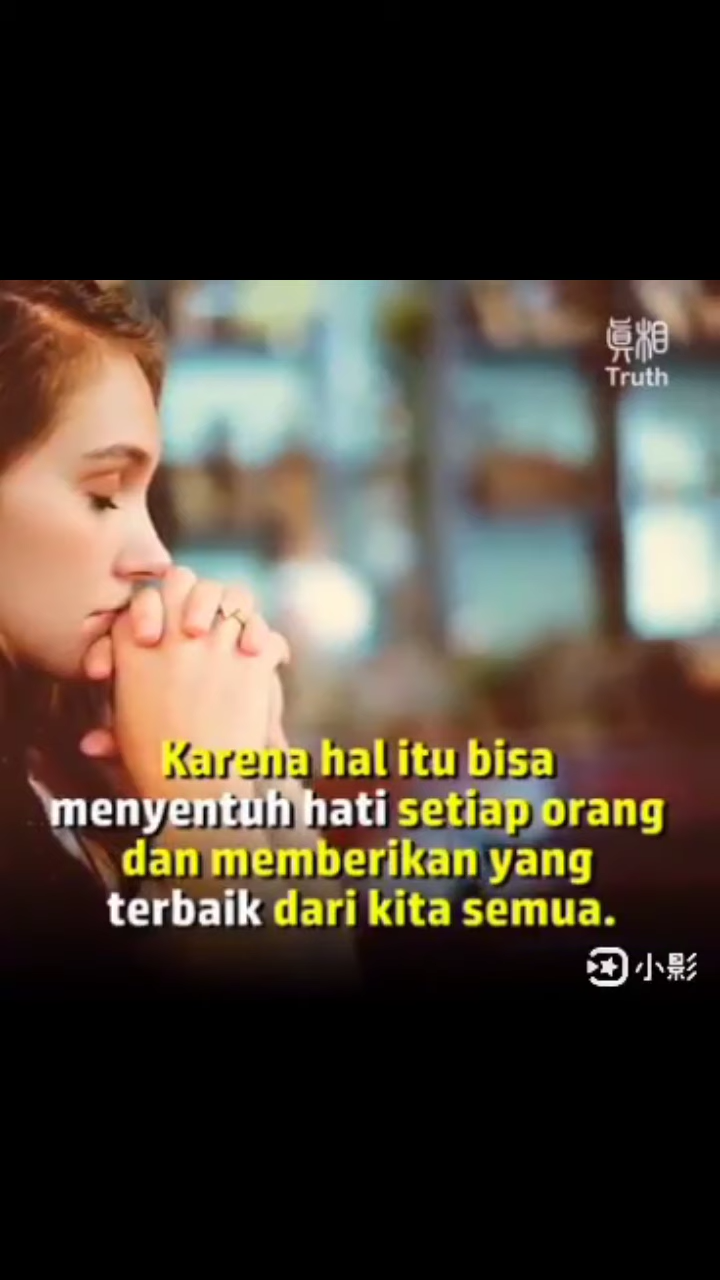 眞相
Truth
Karena hal itu bisa
menyentuh hati setiap orang
dan memberikan yang
terbaik dari kita semua.
小影